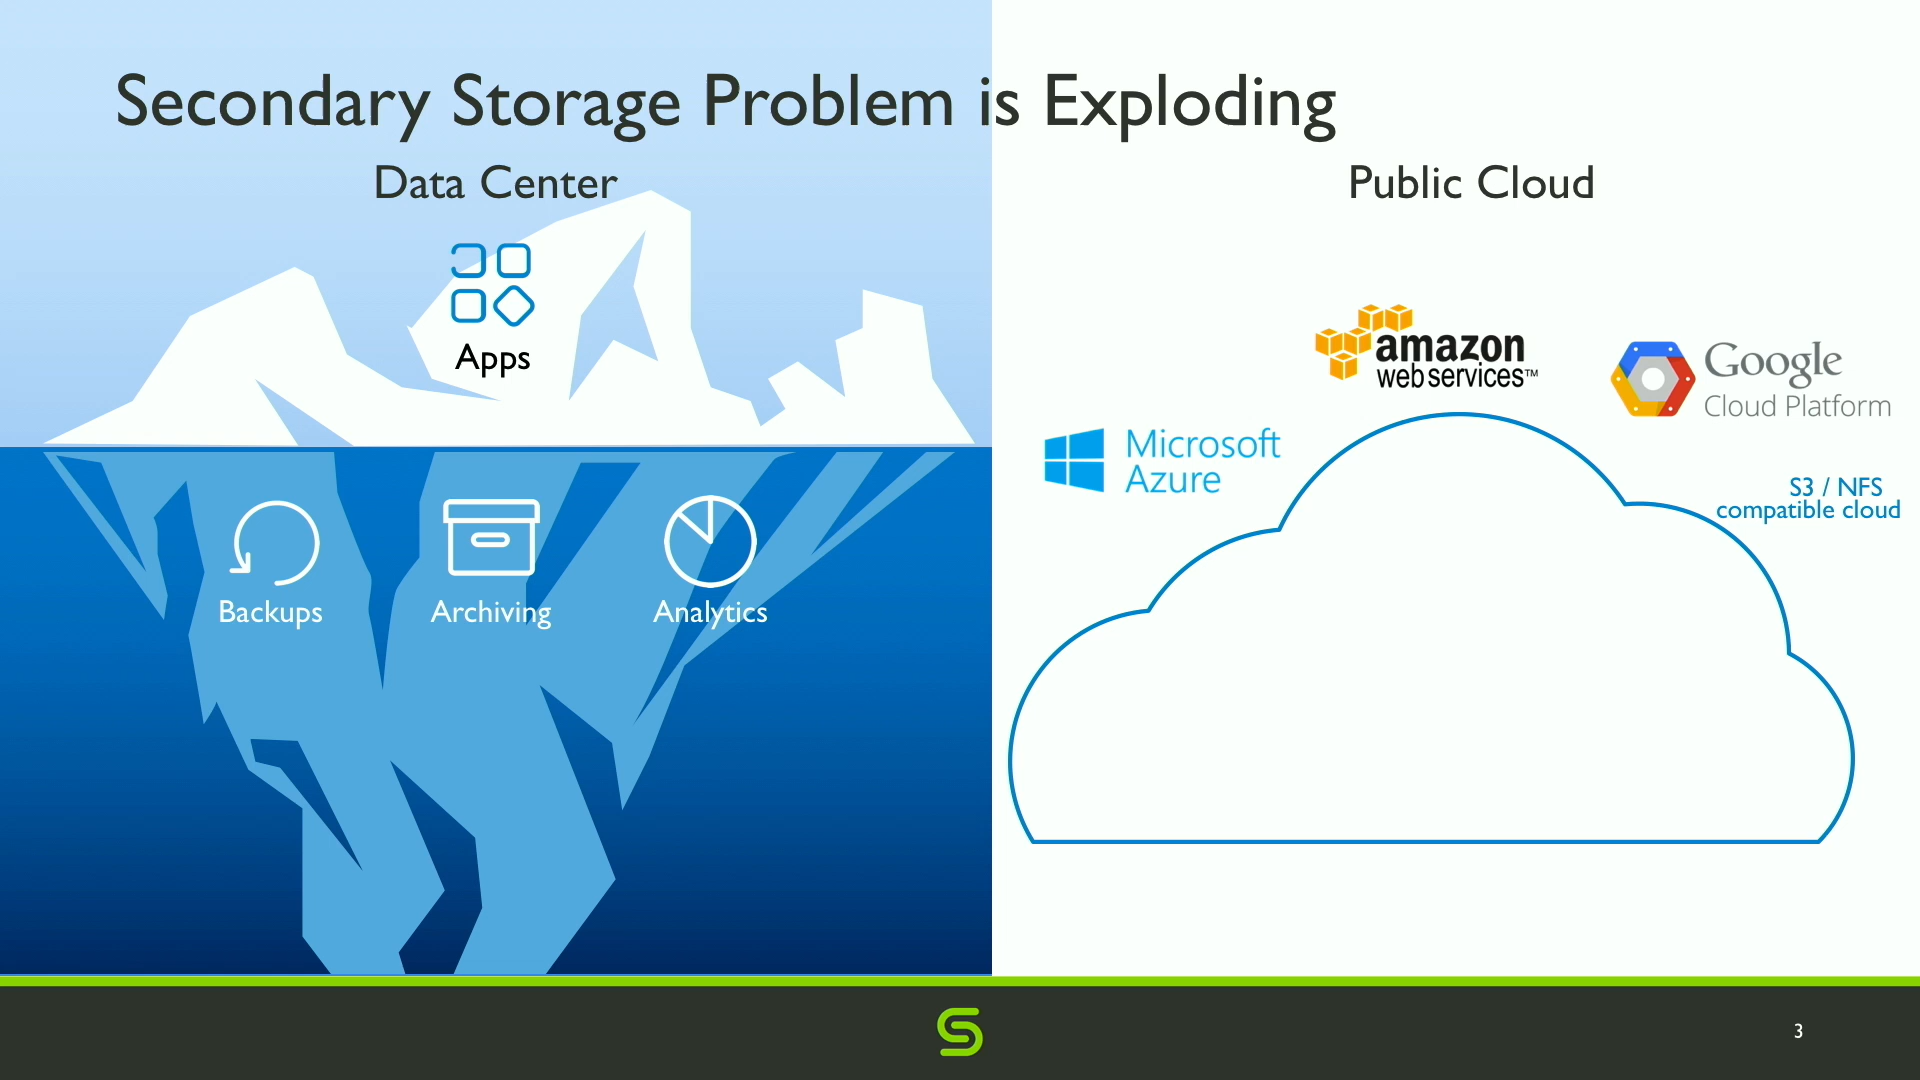 Secondary Storage Problem is Exploding
Data Center
Public Cloud
Apps
Backups
Archiving
Analytics
amazon
web services™
Google
Cloud Platform
Microsoft
Azure
S3 / NFS
compatible cloud
3